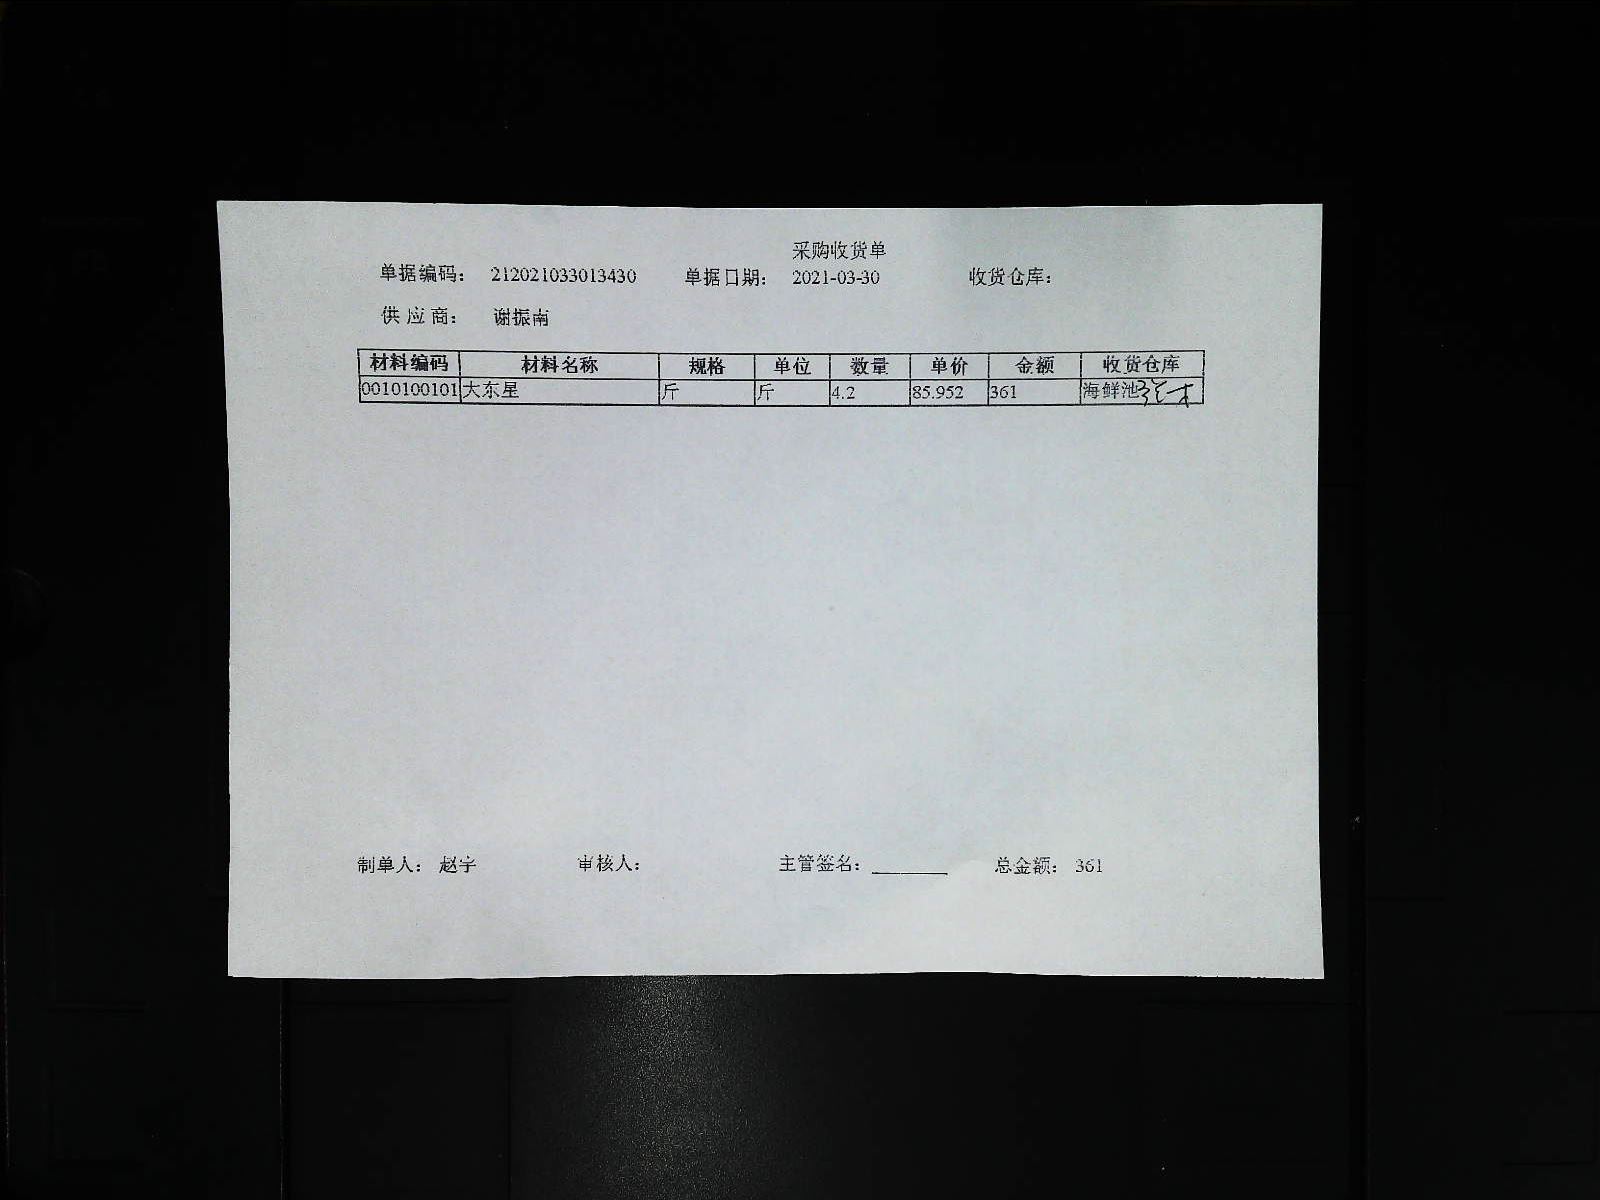 采购收货单
单据编码： 212021033013430 单据日期： 2021-03-30 收货仓库：
供 应 商： 谢振南
材料编码 材料名称 规格 单位 数量 单价 金额 收货仓库
0010100101 大东星 斤 斤 4.2 85.952 361 海鲜池
制单人： 赵宇 审核人： 主管签名： 总金额： 361